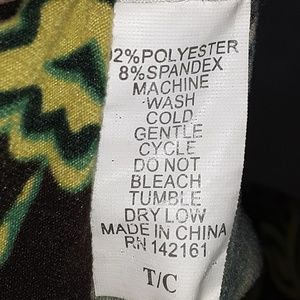 2%POLYESTER
8%SPANDEX
MACHINE
WASH
COLD
GENTLE
CYCLE
DO NOT
BLEACH
TUMBLE
DRY LOW
MADE IN CHINA
RN 142161
T/C